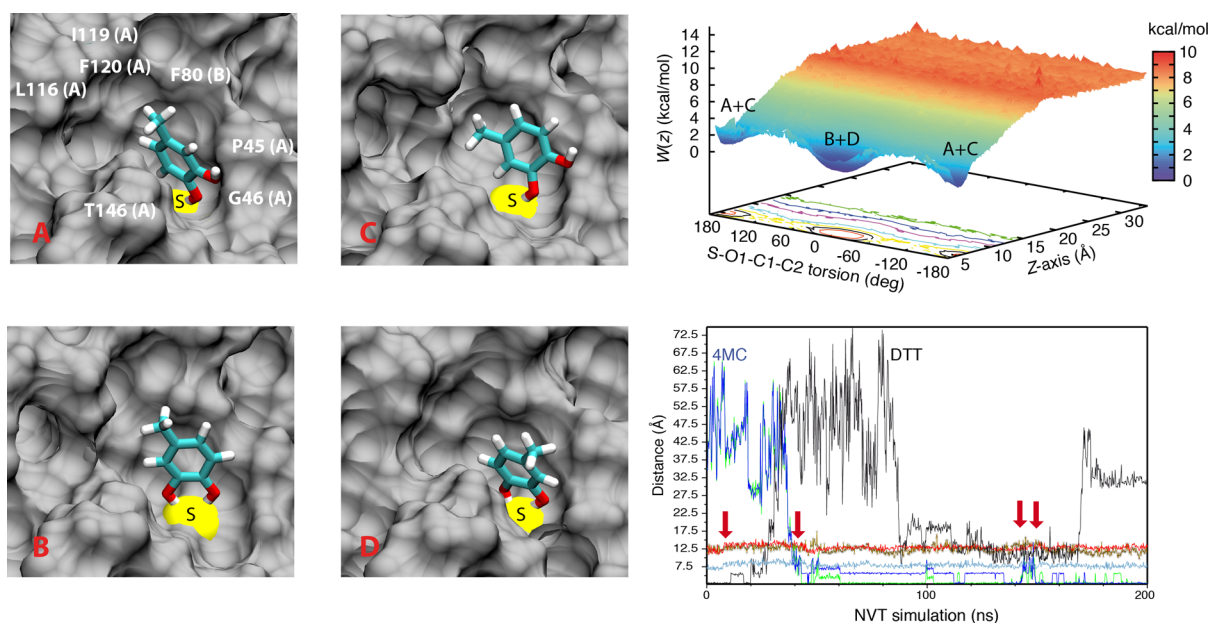 I119 (A)
F120 (A)
F80 (B)
L116 (A)
P45 (A)
G46 (A)
T146 (A)
S
A
S
C
S
B
S
D
kcal/mol
14
12
10
8
6
4
2
0
W(z) (kcal/mol)
A+C
B+D
A+C
10
8
6
4
2
0
180
120
60
0
-60
-120
-180
S-O1-C1-C2 torsion (deg)
5
10
15
20
25
30
Z-axis (Å)
72.5
67.5
62.5
57.5
52.5
47.5
42.5
37.5
32.5
27.5
22.5
17.5
12.5
7.5
Distance (Å)
4MC
DTT
0
100
200
NVT simulation (ns)